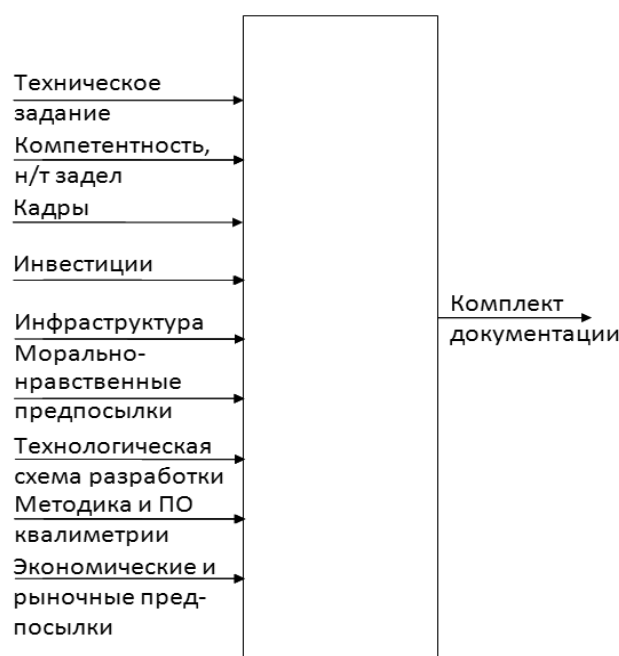 Техническое
задание
Компетентность,
н/т задел
Кадры
Инвестиции
Инфраструктура
Морально-
нравственные
предпосылки
Технологическая
схема разработки
Методика и ПО
квалиметрии
Экономические и
рыночные пред-
посылки
Комплект
документации